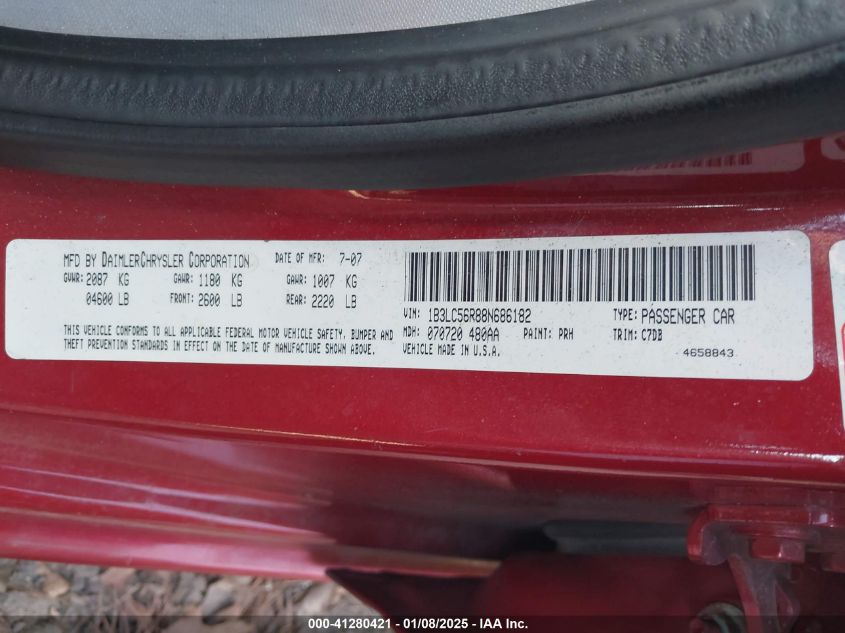 MFD BY DAIMLERCHRYSLER CORPORATION DATE OF MFR: 7-07
GVWR: 2087 KG GAWR: 1180 KG GAWR: 1007 KG
04600 LB FRONT: 2600 LB REAR: 2220 LB
THIS VEHICLE CONFORMS TO ALL APPLICABLE FEDERAL MOTOR VEHICLE SAFETY, BUMPER AND
THEFT PREVENTION STANDARDS IN EFFECT ON THE DATE OF MANUFACTURE SHOWN ABOVE.
VIN: 1B3LC56R88N686182 TYPE: PASSENGER CAR
MDH: 070720 480AA PAINT: PRH TRIM: C7DB
VEHICLE MADE IN U.S.A. 4658843
000-41280421 - 01/08/2025 - IAA Inc.